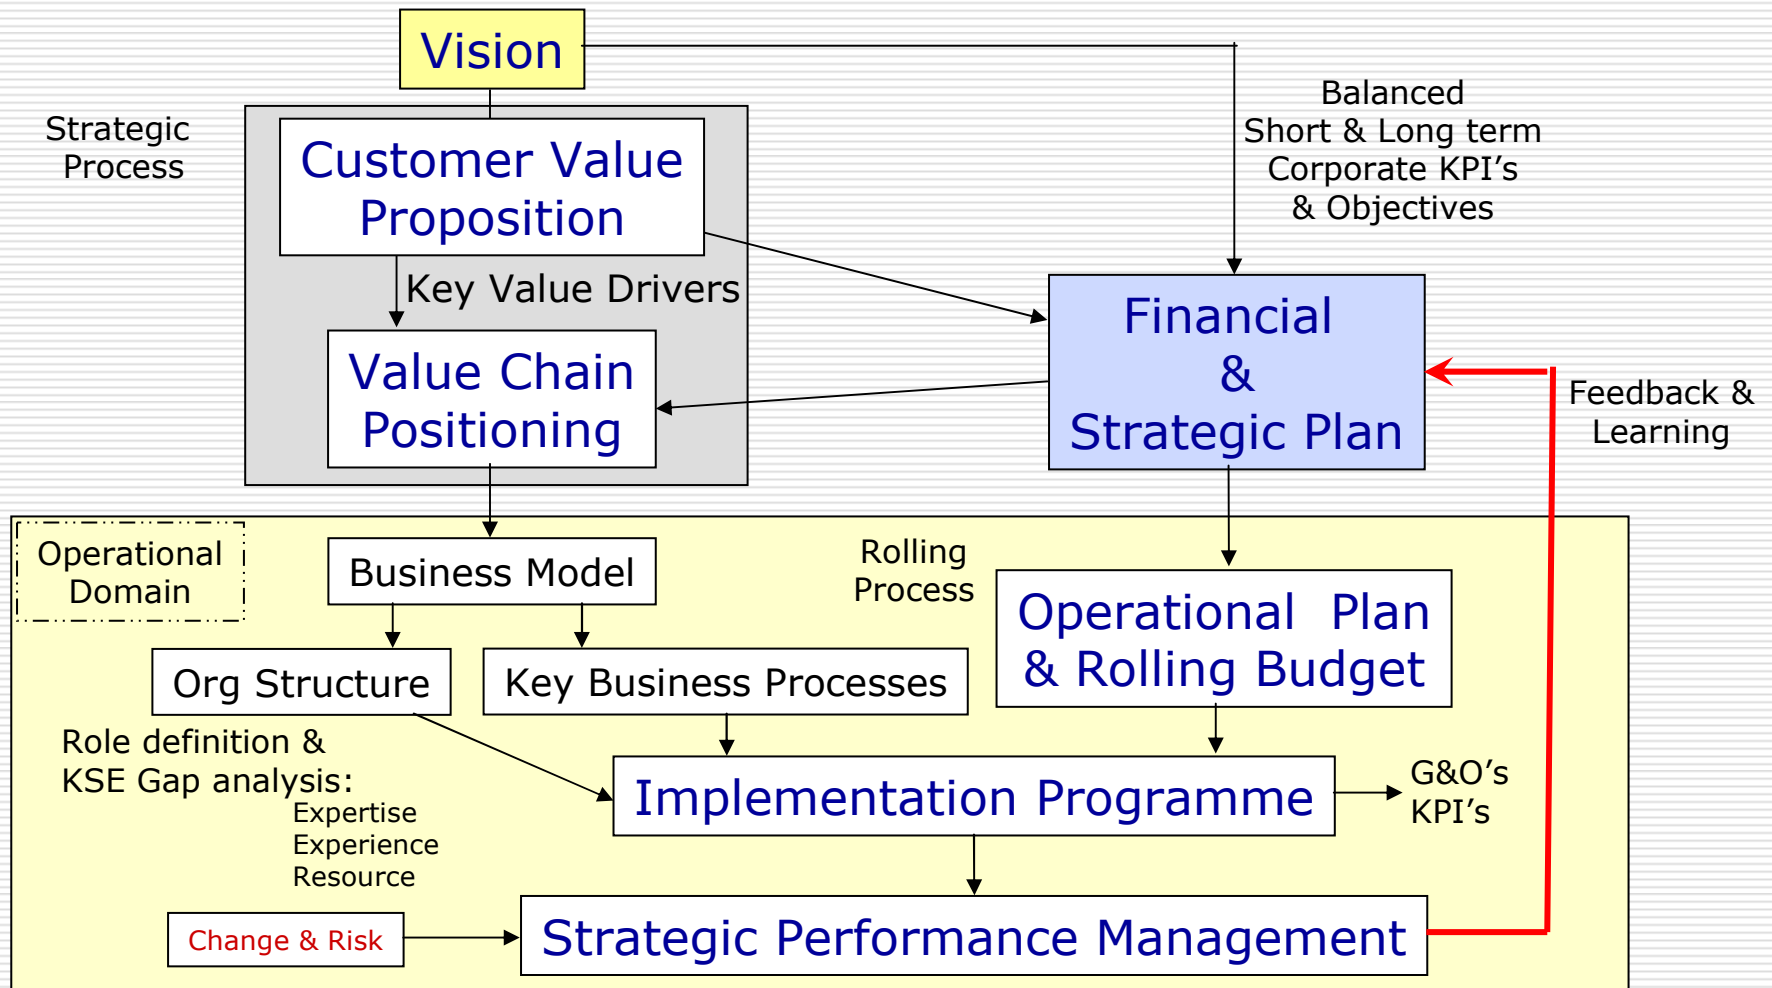 Vision
Strategic
Process
Customer Value
Proposition
Balanced
Short & Long term
Corporate KPI’s
& Objectives
Key Value Drivers
Value Chain
Positioning
Financial
&
Strategic Plan
Feedback &
Learning
Operational
Domain
Business Model
Rolling
Process
Operational Plan
& Rolling Budget
Org Structure
Key Business Processes
Role definition &
KSE Gap analysis:
Expertise
Experience
Resource
Implementation Programme
G&O’s
KPI’s
Change & Risk
Strategic Performance Management